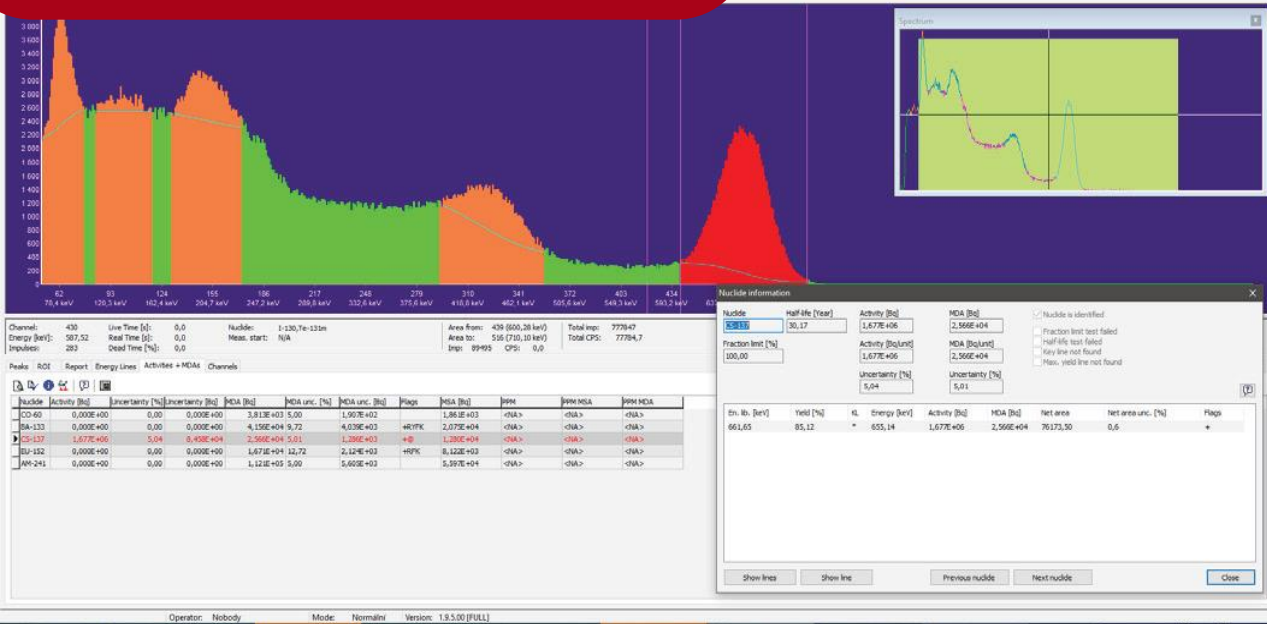 Spectrum
3 000
3 600
3 400
3 200
3 000
2 800
2 600
2 400
2 200
2 000
1 800
1 600
1 400
1 200
1 000
800
600
400
200
0
62 93 124 155 186 217 248 279 310 341 372 403 434
78,4 keV 120,3 keV 162,4 keV 204,7 keV 247,2 keV 289,8 keV 332,6 keV 375,6 keV 418,8 keV 462,1 keV 505,6 keV 549,3 keV 593,2 keV
Channel: 430 Live Time [s]: 0,0 Nuclide: I-130,Te-131m Area from: 439 (600,28 keV) Total imp: 777847
Energy [keV]: 587,52 Real Time [s]: 0,0 Meas. start: N/A Area to: 516 (710,10 keV) Total CPS: 77784,7
Impulses: 283 Dead Time [%]: 0,0 Imp: 89495 CPS: 0,0
Peaks ROI Report Energy Lines Activities + MDAs Channels
Nuclide Activity [Bq] Uncertainty [%] Uncertainty [Bq] MDA [Bq] MDA unc. [%] MDA unc. [Bq] Flags MSA [Bq] PPM PPM MSA PPM MDA
CO-60 0,000E+00 0,00 0,000E+00 3,813E+03 5,00 1,907E+02 1,861E+03 <NA> <NA> <NA>
BA-133 0,000E+00 0,00 0,000E+00 4,156E+04 9,72 4,039E+03 +RYFK 2,075E+04 <NA> <NA> <NA>
CS-137 1,677E+06 5,04 8,458E+04 2,566E+04 5,01 1,286E+03 +@ 1,280E+04 <NA> <NA> <NA>
EU-152 0,000E+00 0,00 0,000E+00 1,671E+04 12,72 2,124E+03 +RFK 8,122E+03 <NA> <NA> <NA>
AM-241 0,000E+00 0,00 0,000E+00 1,121E+05 5,00 5,605E+03 5,597E+04 <NA> <NA> <NA>
Nuclide information
Nuclide Half-life [Year] Activity [Bq] MDA [Bq] Nuclide is identified
CS-137 30,17 1,677E+06 2,566E+04
Fraction limit test failed
Fraction limit [%] Activity [Bq/unit] MDA [Bq/unit] Half-life test failed
100,00 1,677E+06 2,566E+04 Key line not found
Max. yield line not found
Uncertainty [%] Uncertainty [%]
5,04 5,01
En. lib. [keV] Yield [%] KL Energy [keV] Activity [Bq] MDA [Bq] Net area Net area unc. [%] Flags
661,65 85,12 * 655,14 1,677E+06 2,566E+04 76173,50 0,6 +
Show lines Show line Previous nuclide Next nuclide Close
Operator: Nobody Mode: Normální Version: 1.9.5.00 [FULL]